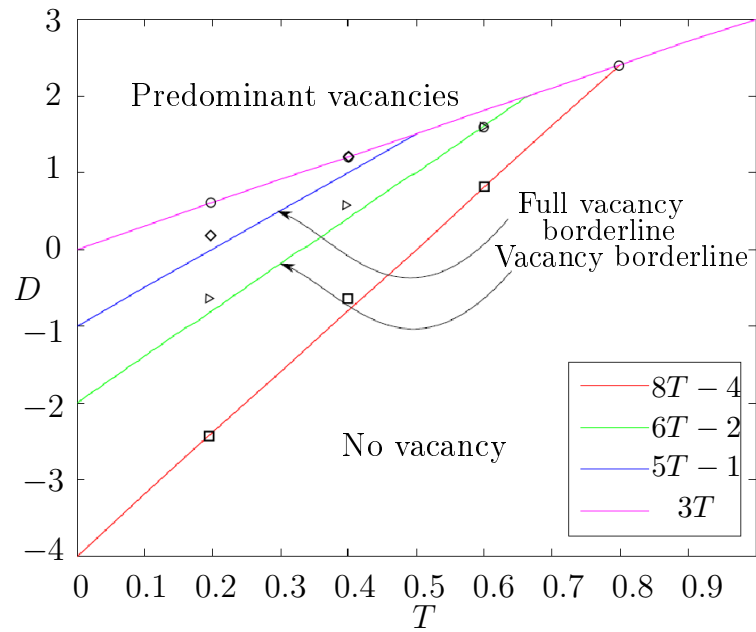 3
2
1
0
−1
−2
−3
−4
D
Predominant vacancies
Full vacancy
borderline
Vacancy borderline
No vacancy
8T − 4
6T − 2
5T − 1
3T
0 0.1 0.2 0.3 0.4 0.5 0.6 0.7 0.8 0.9
T